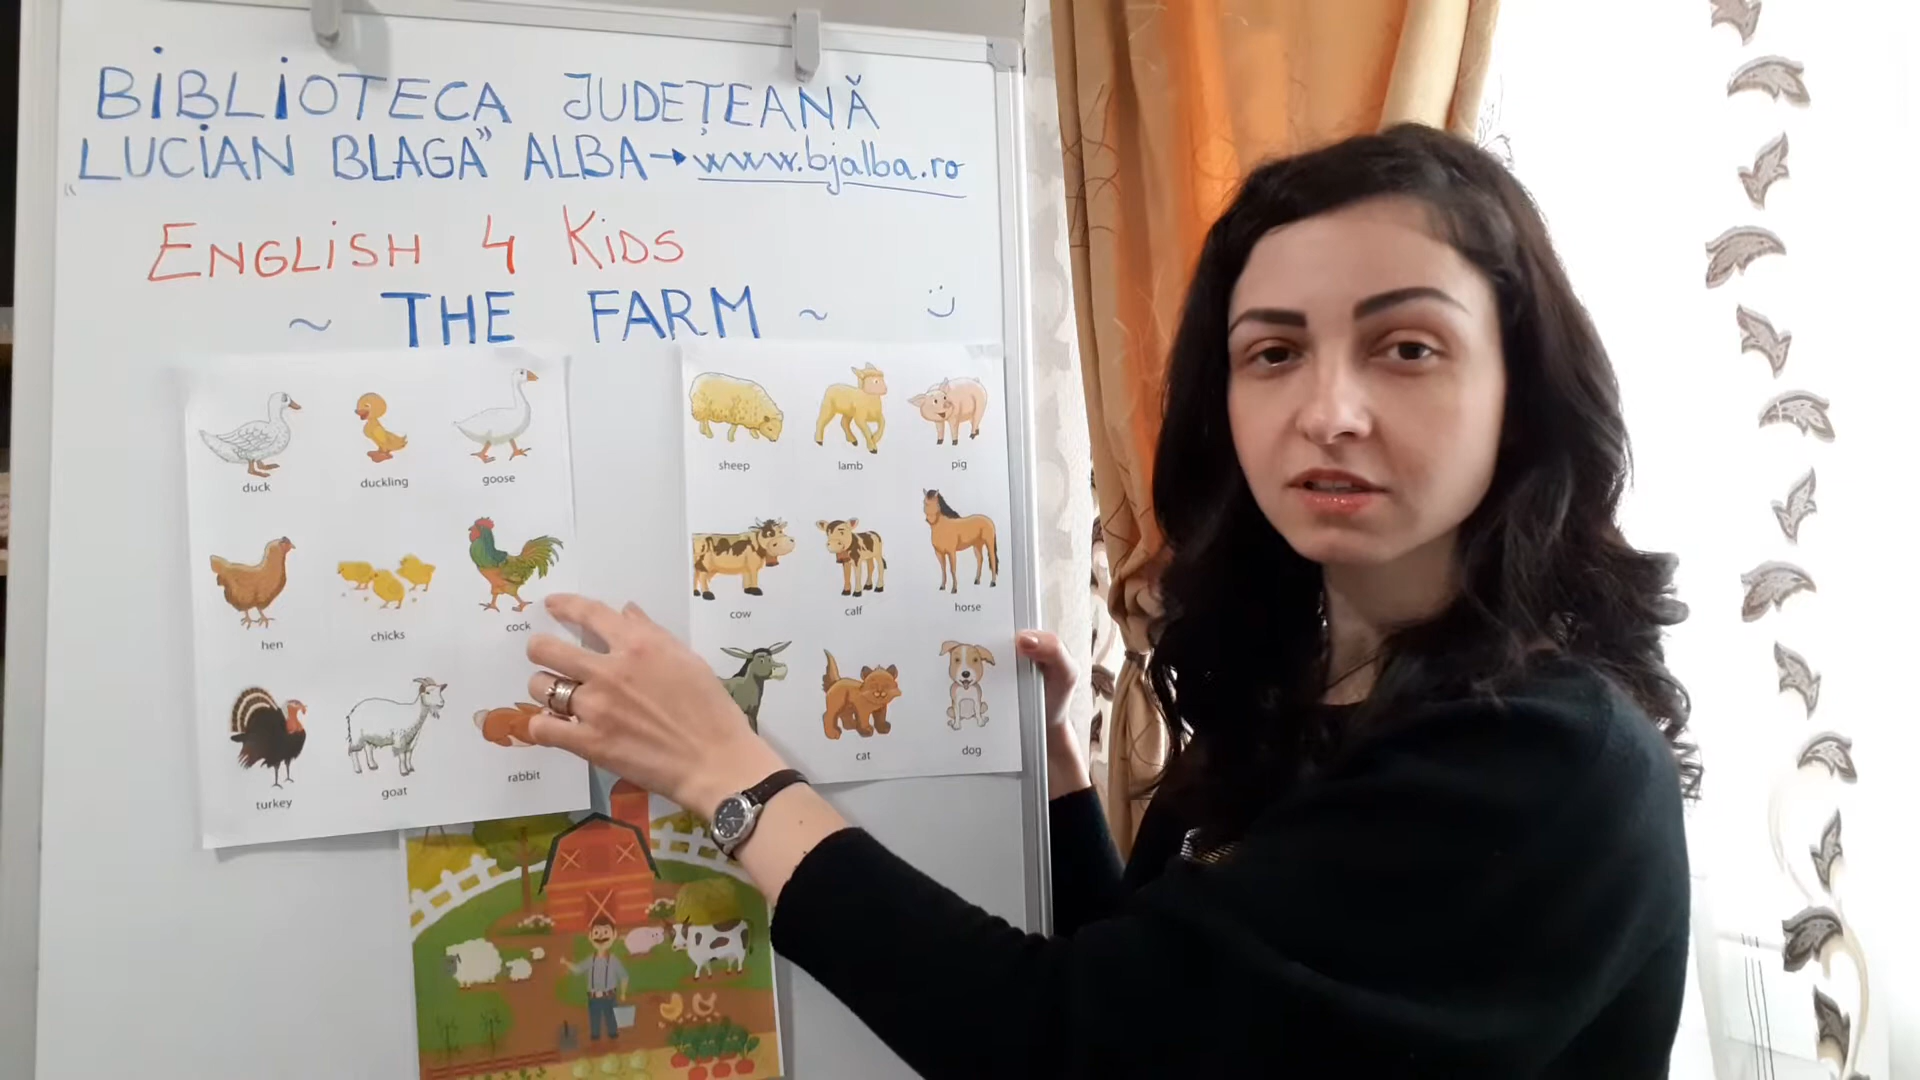 BIBLIOTECA JUDEȚEANĂ
„LUCIAN BLAGA” ALBA→www.bjalba.ro
ENGLISH 4 KIDS
~ THE FARM ~
duck duckling goose
hen chicks cock
turkey goat rabbit
sheep lamb pig
cow calf horse
cat dog